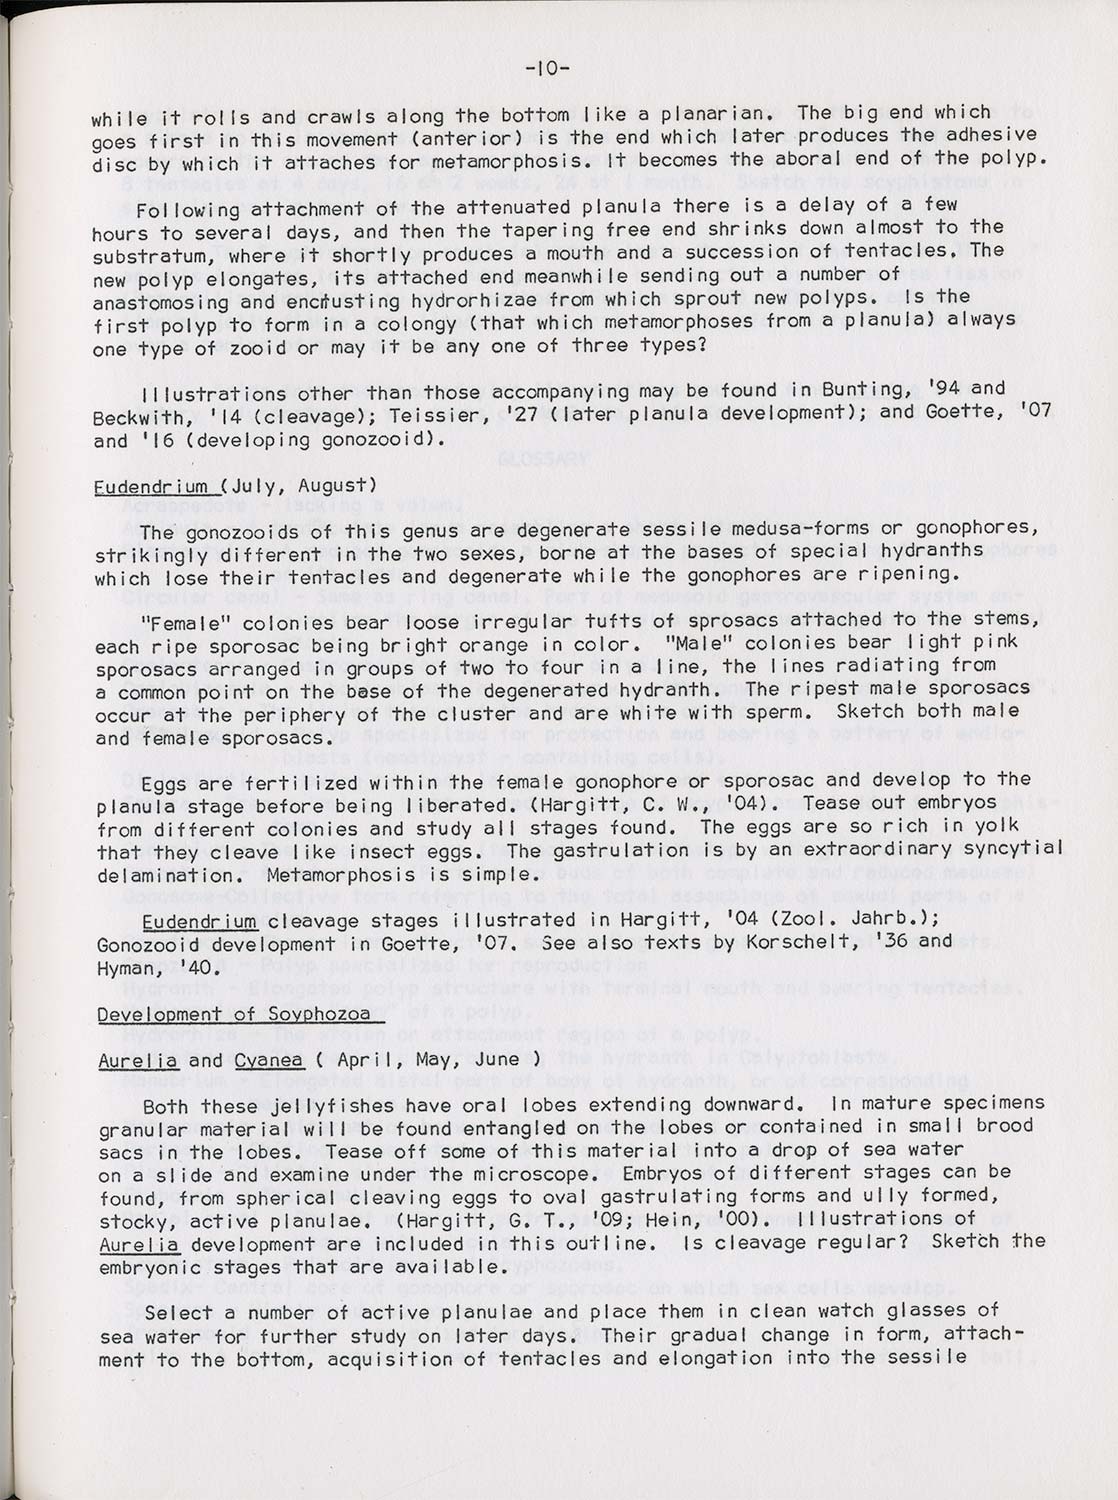 -10-
while it rolls and crawls along the bottom like a planarian. The big end which
goes first in this movement (anterior) is the end which later produces the adhesive
disc by which it attaches for metamorphosis. It becomes the aboral end of the polyp.
Following attachment of the attenuated planula there is a delay of a few
hours to several days, and then the tapering free end shrinks down almost to the
substratum, where it shortly produces a mouth and a succession of tentacles. The
new polyp elongates, its attached end meanwhile sending out a number of
anastomosing and encrusting hydrorhizae from which sprout new polyps. Is the
first polyp to form in a colongy (that which metamorphoses from a planula) always
one type of zooid or may it be any one of three types?
Illustrations other than those accompanying may be found in Bunting, '94 and
Beckwith, '14 (cleavage); Teissier, '27 (later planula development); and Goette, '07
and '16 (developing gonozooid).
Eudendrium (July, August)
The gonozooids of this genus are degenerate sessile medusa-forms or gonophores,
strikingly different in the two sexes, borne at the bases of special hydranths
which lose their tentacles and degenerate while the gonophores are ripening.
"Female" colonies bear loose irregular tufts of sprosacs attached to the stems,
each ripe sporosac being bright orange in color. "Male" colonies bear light pink
sporosacs arranged in groups of two to four in a line, the lines radiating from
a common point on the base of the degenerated hydranth. The ripest male sporosacs
occur at the periphery of the cluster and are white with sperm. Sketch both male
and female sporosacs.
Eggs are fertilized within the female gonophore or sporosac and develop to the
planula stage before being liberated. (Hargitt, C. W., '04). Tease out embryos
from different colonies and study all stages found. The eggs are so rich in yolk
that they cleave like insect eggs. The gastrulation is by an extraordinary syncytial
delamination. Metamorphosis is simple.
Eudendrium cleavage stages illustrated in Hargitt, '04 (Zool. Jahrb.);
Gonozooid development in Goette, '07. See also texts by Korschelt, '36 and
Hyman, '40.
Development of Soyphozoa
Aurelia and Cyanea ( April, May, June )
Both these jellyfishes have oral lobes extending downward. In mature specimens
granular material will be found entangled on the lobes or contained in small brood
sacs in the lobes. Tease off some of this material into a drop of sea water
on a slide and examine under the microscope. Embryos of different stages can be
found, from spherical cleaving eggs to oval gastrulating forms and ully formed,
stocky, active planulae. (Hargitt, G. T., '09; Hein, '00). Illustrations of
Aurelia development are included in this outline. Is cleavage regular? Sketch the
embryonic stages that are available.
Select a number of active planulae and place them in clean watch glasses of
sea water for further study on later days. Their gradual change in form, attach-
ment to the bottom, acquisition of tentacles and elongation into the sessile